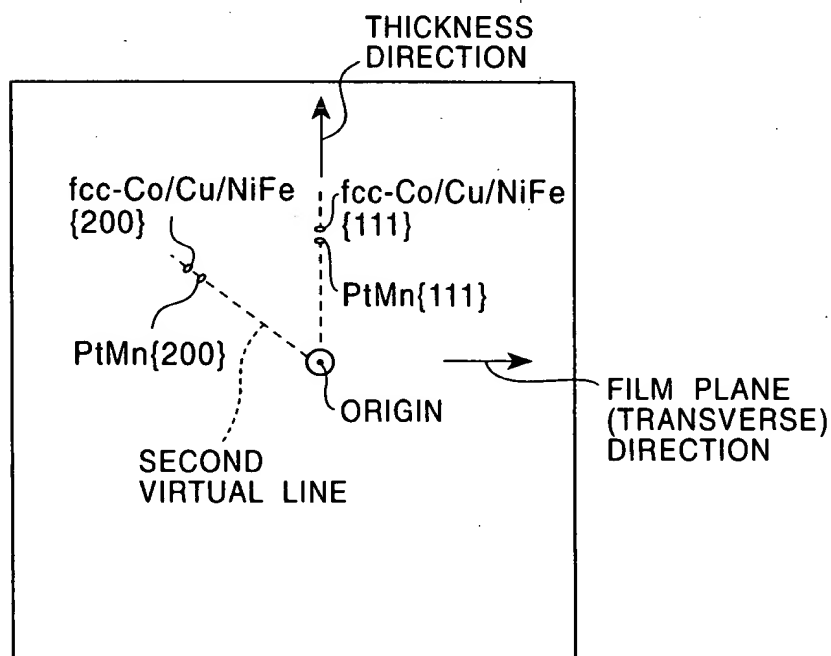 THICKNESS
DIRECTION
fcc-Co/Cu/NiFe
{200}
fcc-Co/Cu/NiFe
{111}
PtMn{111}
PtMn{200}
ORIGIN
FILM PLANE
(TRANSVERSE)
DIRECTION
SECOND
VIRTUAL LINE